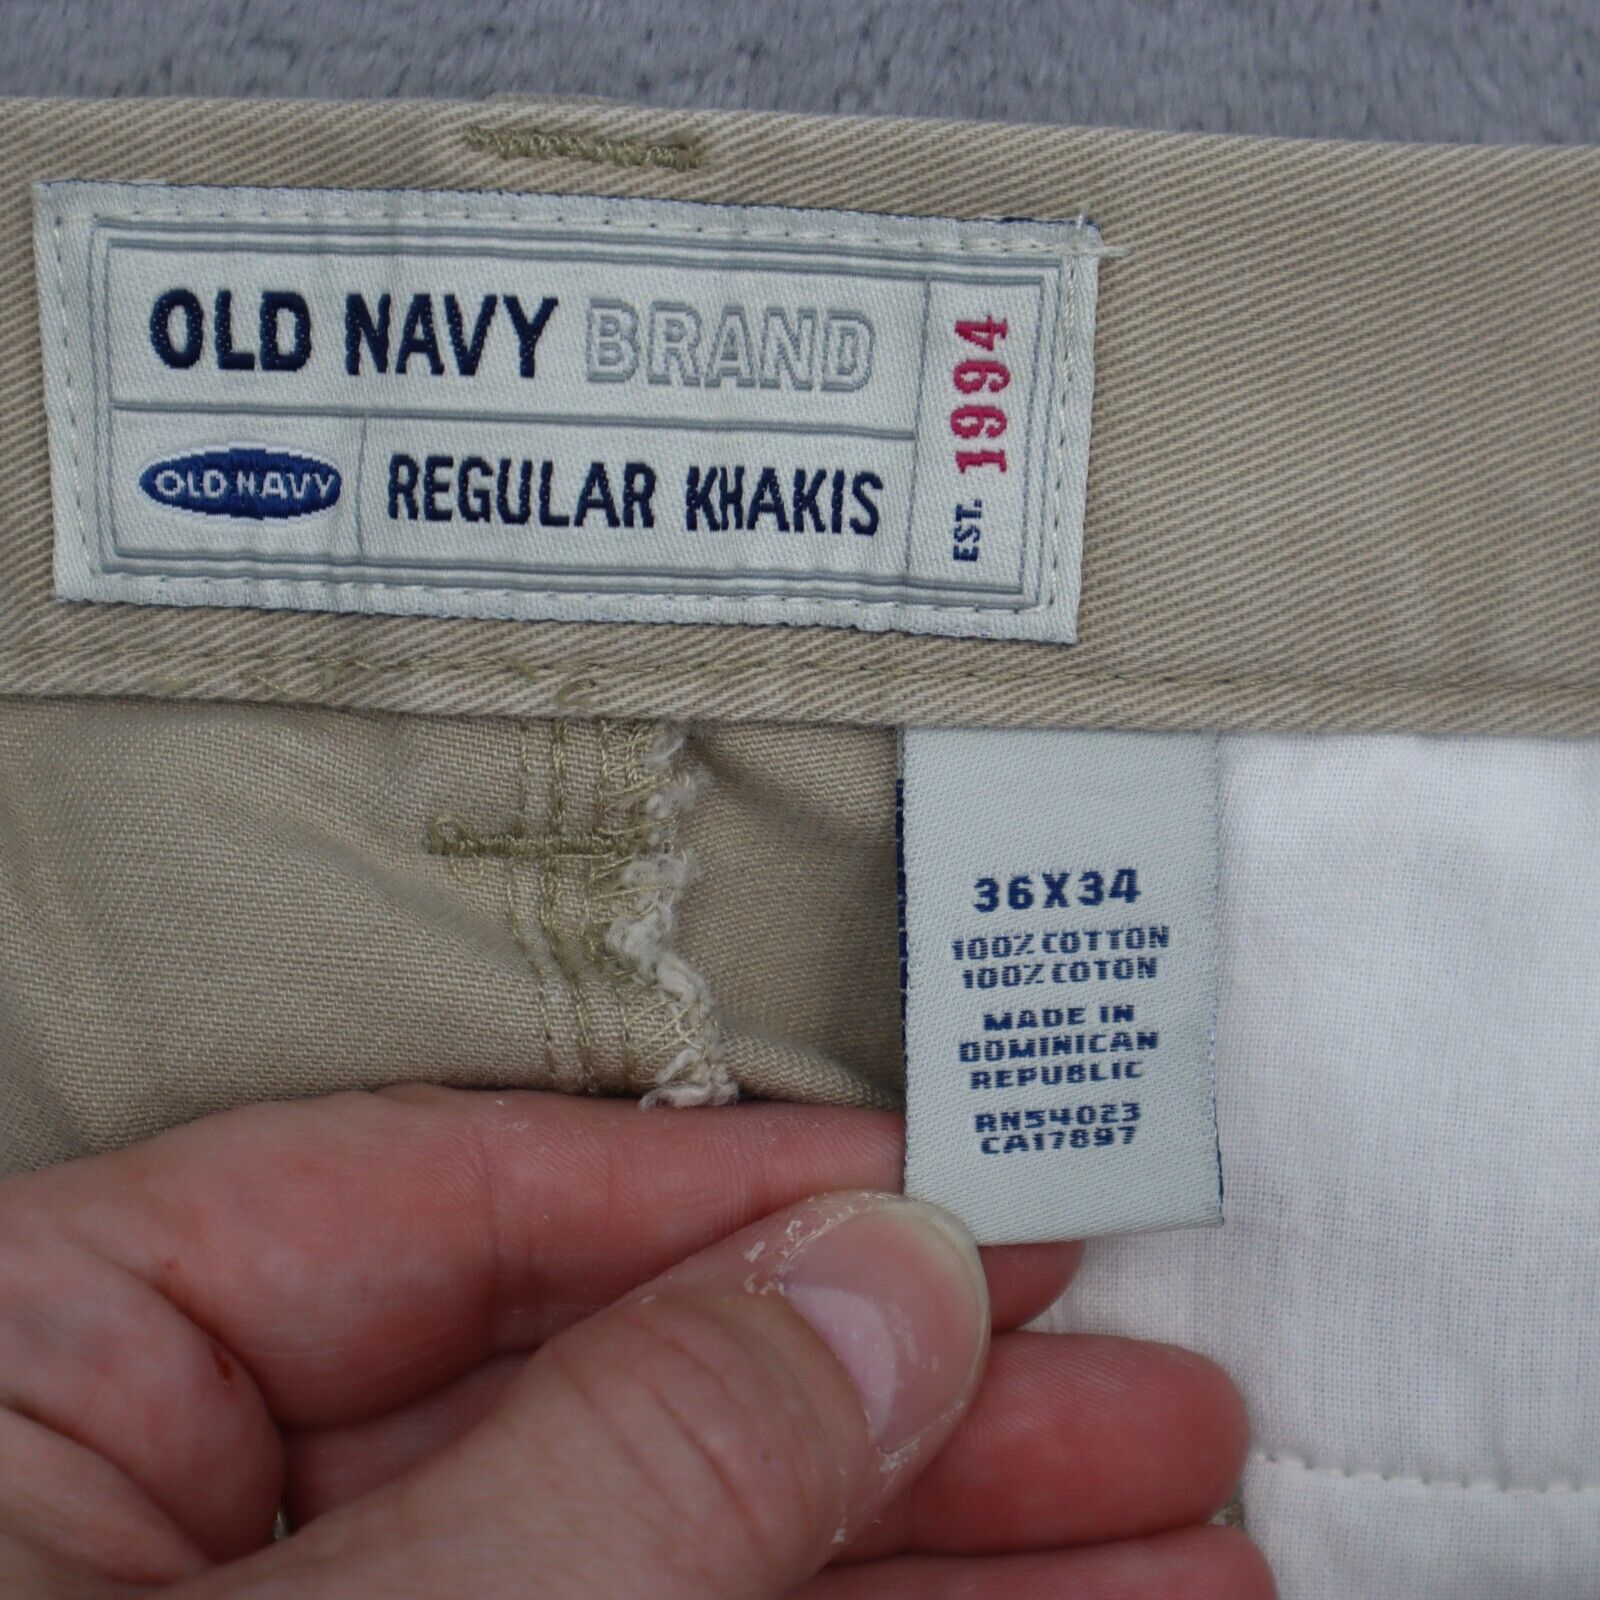 OLD NAVY BRAND
OLD NAVY
REGULAR KHAKIS
EST. 1994
36X34
100% COTTON
100% COTON
MADE IN
DOMINICAN
REPUBLIC
RN54023
CA17897